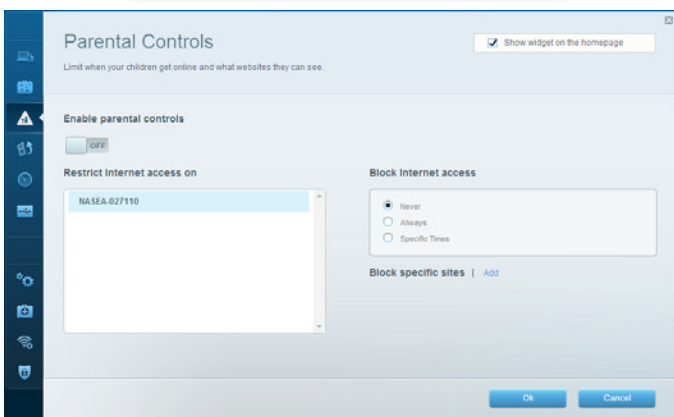 Parental Controls
Show widget on the homepage
Limit when your children get online and what websites they can see.
Enable parental controls
OFF
Restrict Internet access on
NASEA-027110
Block Internet access
Never
Always
Specific Times
Block specific sites | Add
Ok
Cancel